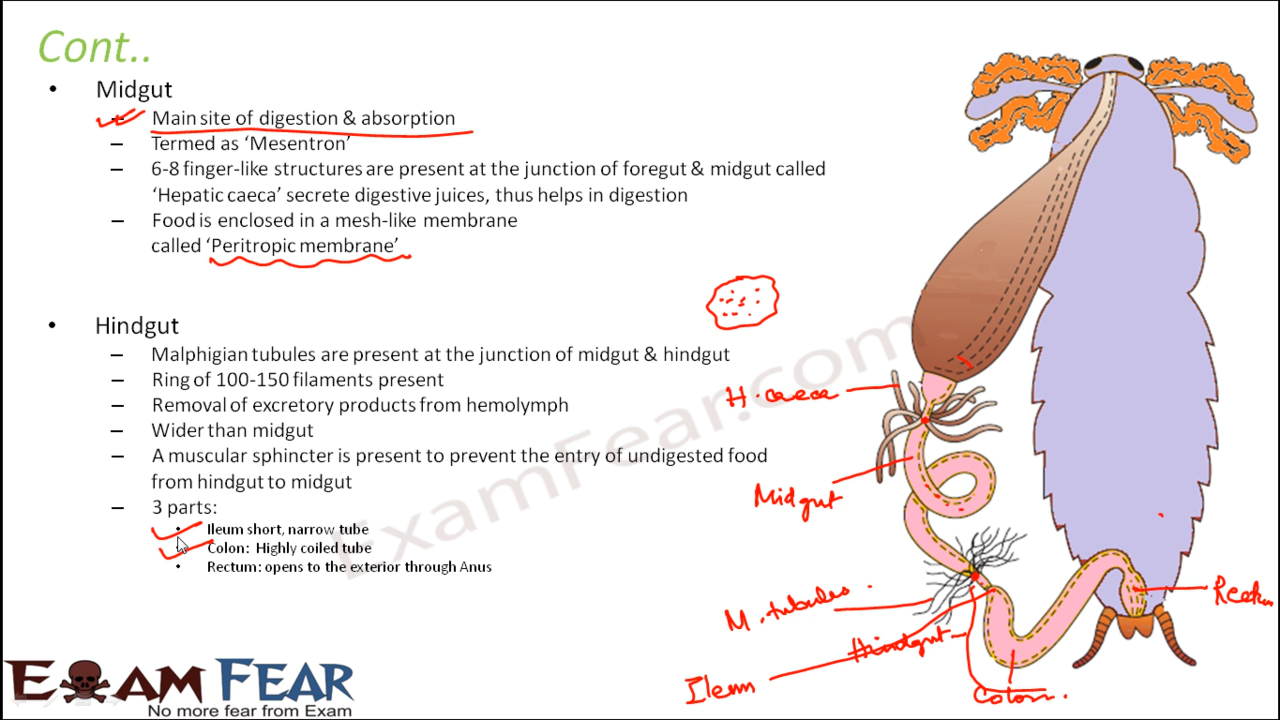 Cont..
• Midgut
– Main site of digestion & absorption
– Termed as ‘Mesentron’
– 6-8 finger-like structures are present at the junction of foregut & midgut called
‘Hepatic caeca’ secrete digestive juices, thus helps in digestion
– Food is enclosed in a mesh-like membrane
called ‘Peritropic membrane’
• Hindgut
– Malphigian tubules are present at the junction of midgut & hindgut
– Ring of 100-150 filaments present
– Removal of excretory products from hemolymph
– Wider than midgut
– A muscular sphincter is present to prevent the entry of undigested food
from hindgut to midgut
– 3 parts:
• Ileum short, narrow tube
• Colon: Highly coiled tube
• Rectum: opens to the exterior through Anus
H. caeca
Midgut
M. tubules
Hindgut
Ileum
Colon.
ExamFear.com
EXAM FEAR
No more fear from Exam